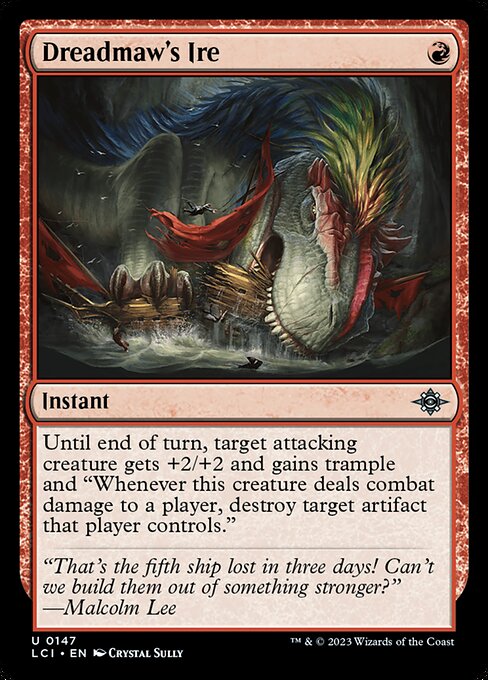 Dreadmaw's Ire
Instant
Until end of turn, target attacking
creature gets +2/+2 and gains trample
and “Whenever this creature deals combat
damage to a player, destroy target artifact
that player controls.”
“That's the fifth ship lost in three days! Can't
we build them out of something stronger?”
—Malcolm Lee
U 0147
LCI • EN Crystal Sully
™ & © 2023 Wizards of the Coast